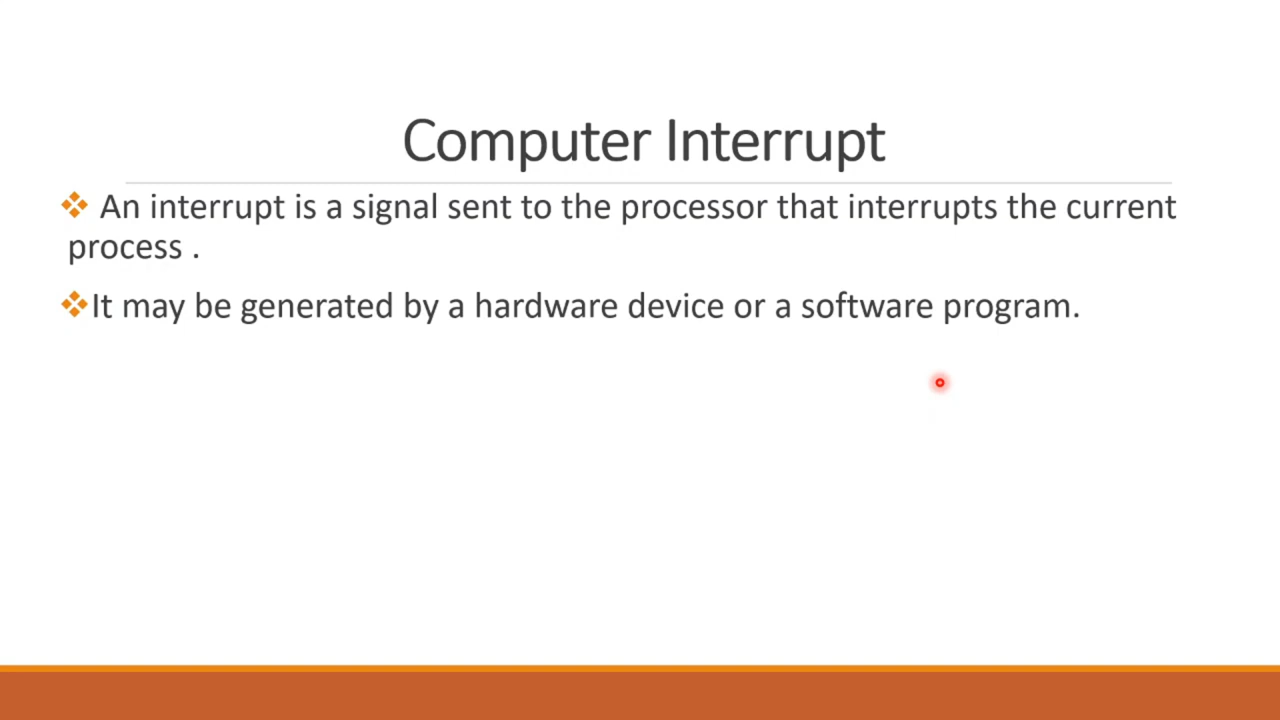 Computer Interrupt
An interrupt is a signal sent to the processor that interrupts the current
process .
It may be generated by a hardware device or a software program.